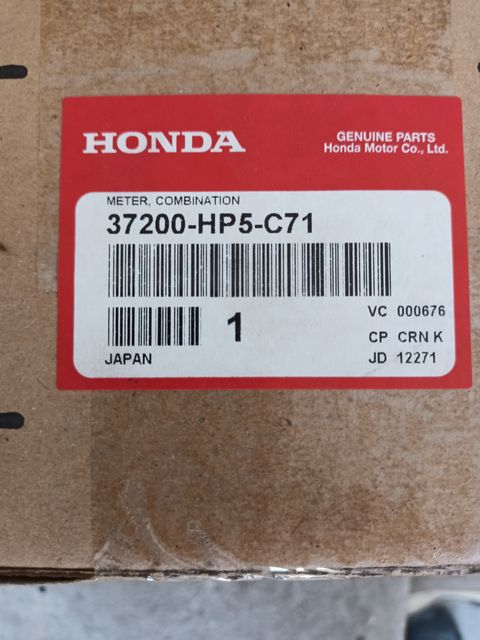 HONDA
GENUINE PARTS
Honda Motor Co., Ltd.
METER, COMBINATION
37200-HP5-C71
1
VC 000676
CP CRN K
JAPAN
JD 12271